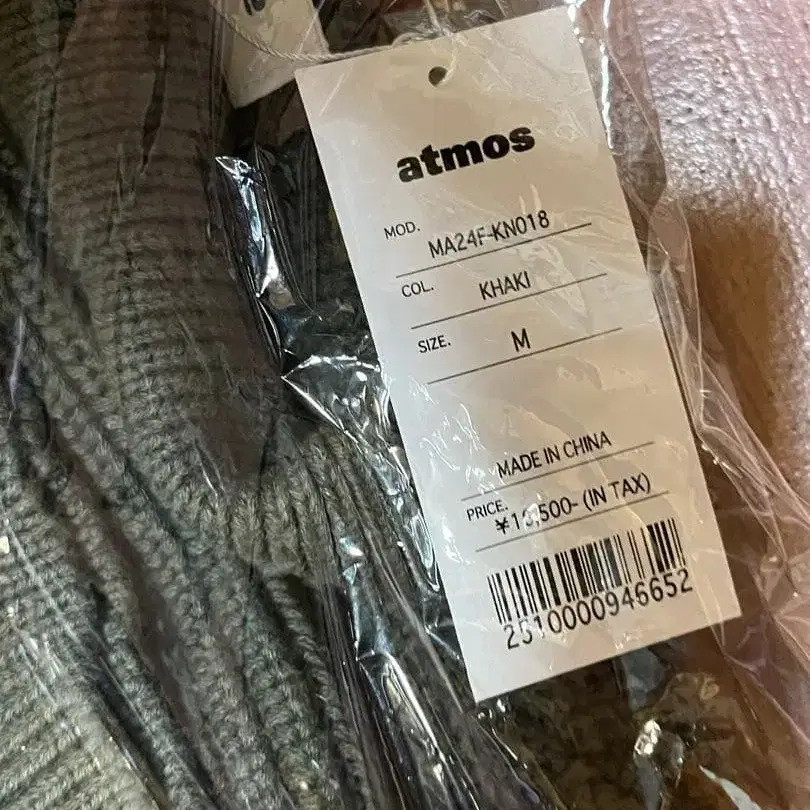 atmos
MOD. MA24F-KN018
COL. KHAKI
SIZE. M
MADE IN CHINA
PRICE. (IN TAX)
2510000946652